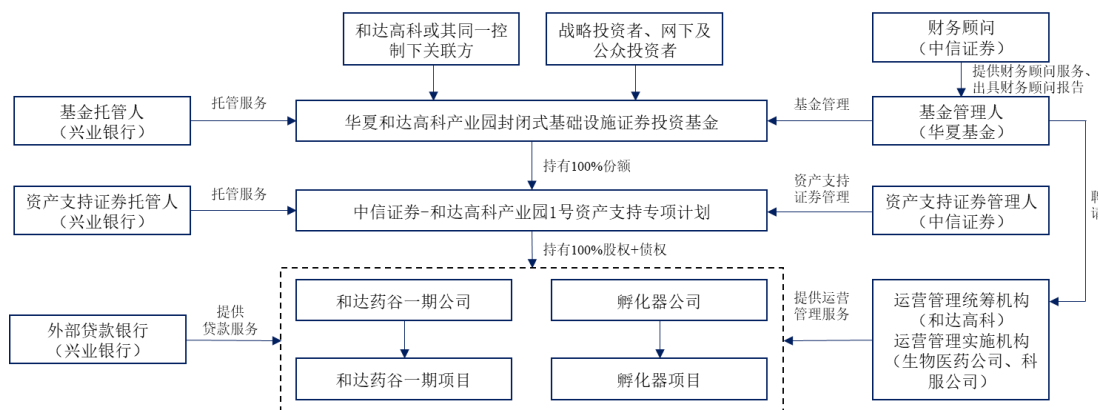 和达高科或其同一控
制下关联方
战略投资者、网下及
公众投资者
财务顾问
（中信证券）
提供财务顾问服务、
出具财务顾问报告
基金托管人
（兴业银行）
托管服务
华夏和达高科产业园封闭式基础设施证券投资基金
基金管理
基金管理人
（华夏基金）
持有100%份额
聘
请
资产支持证券托管人
（兴业银行）
托管服务
中信证券-和达高科产业园1号资产支持专项计划
资产支持
证券管理
资产支持证券管理人
（中信证券）
持有100%股权+债权
外部贷款银行
（兴业银行）
提供
贷款服务
和达药谷一期公司
孵化器公司
和达药谷一期项目
孵化器项目
提供运营
管理服务
运营管理统筹机构
（和达高科）
运营管理实施机构
（生物医药公司、科
服公司）